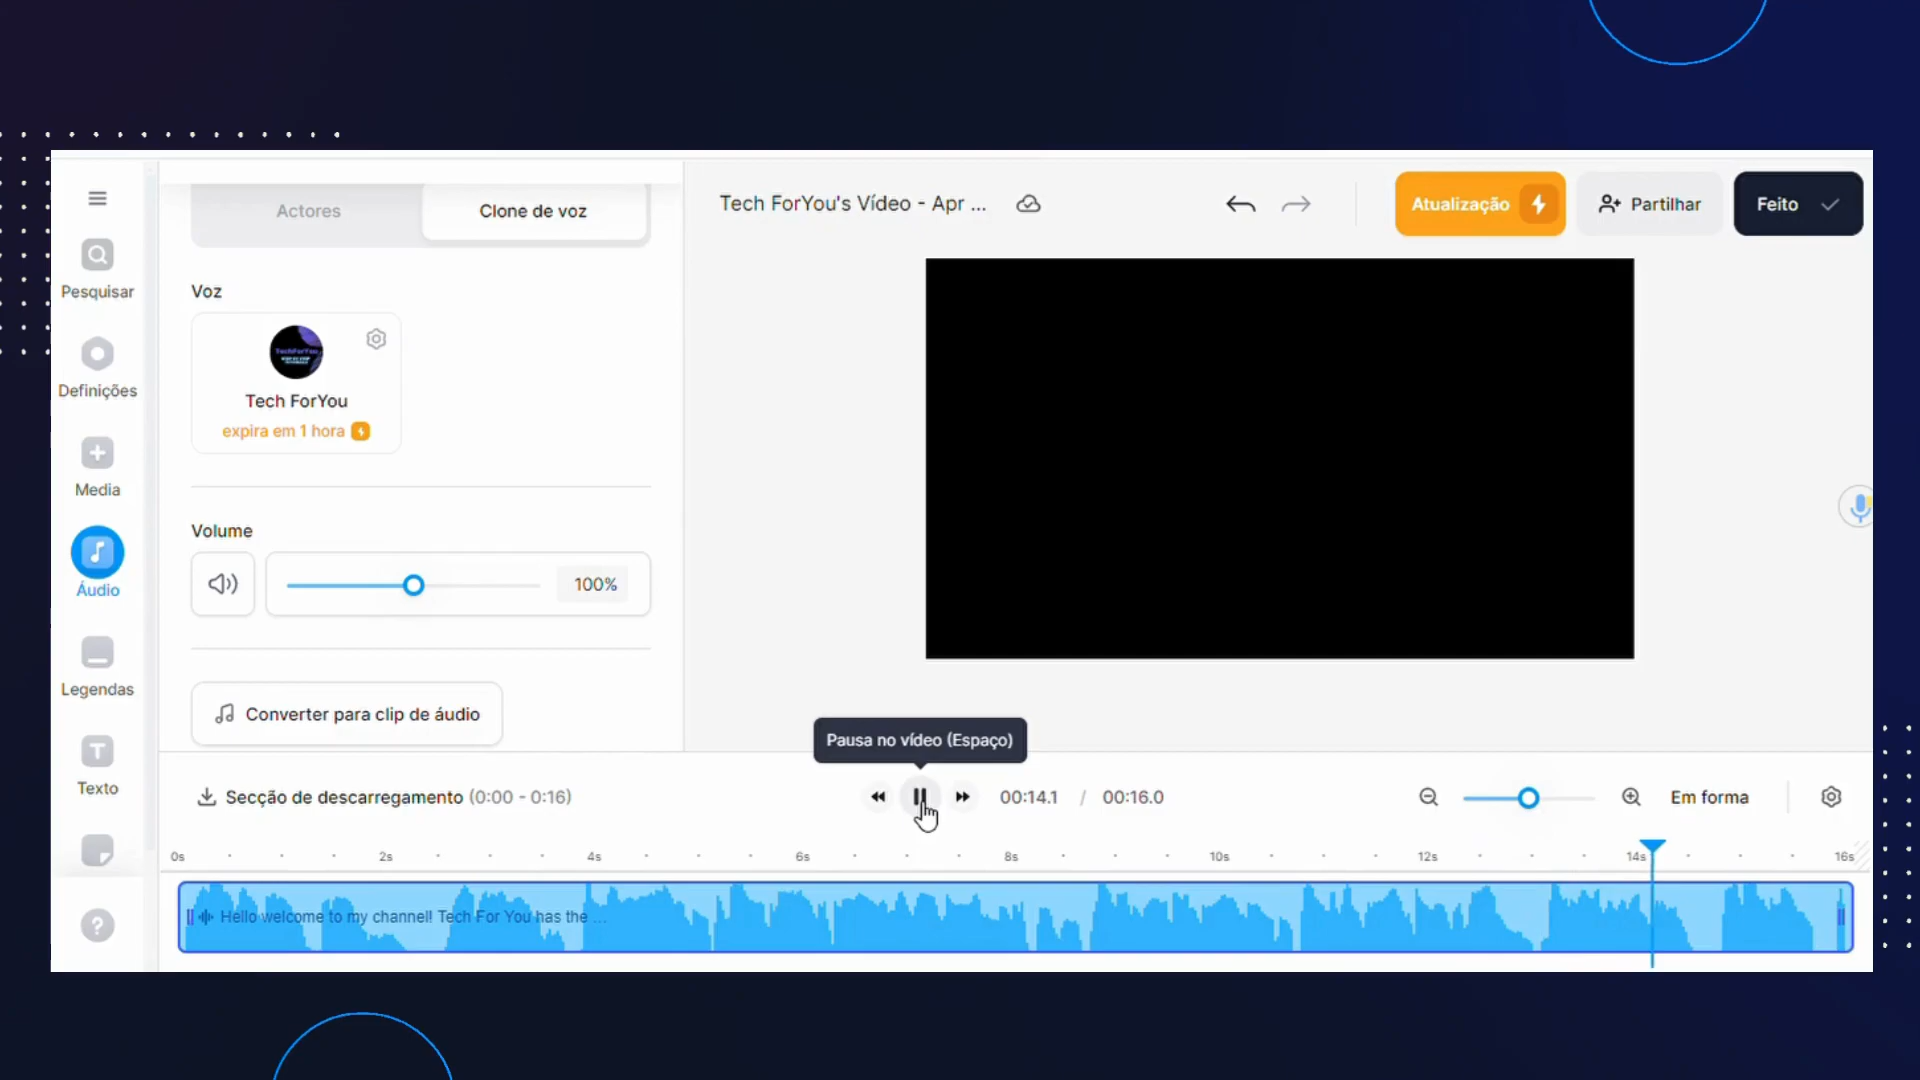 Actores
Clone de voz
Tech ForYou's Vídeo - Apr ...
Atualização
Partilhar
Feito
Pesquisar
Definições
Media
Áudio
Legendas
Texto
Voz
TechForYou
Tech ForYou
expira em 1 hora
Volume
100%
Converter para clip de áudio
Pausa no vídeo (Espaço)
Secção de descarregamento (0:00 - 0:16)
00:14.1 / 00:16.0
Em forma
0s 2s 4s 6s 8s 10s 12s 14s 16s
Hello welcome to my channel! Tech For You has the ...
?